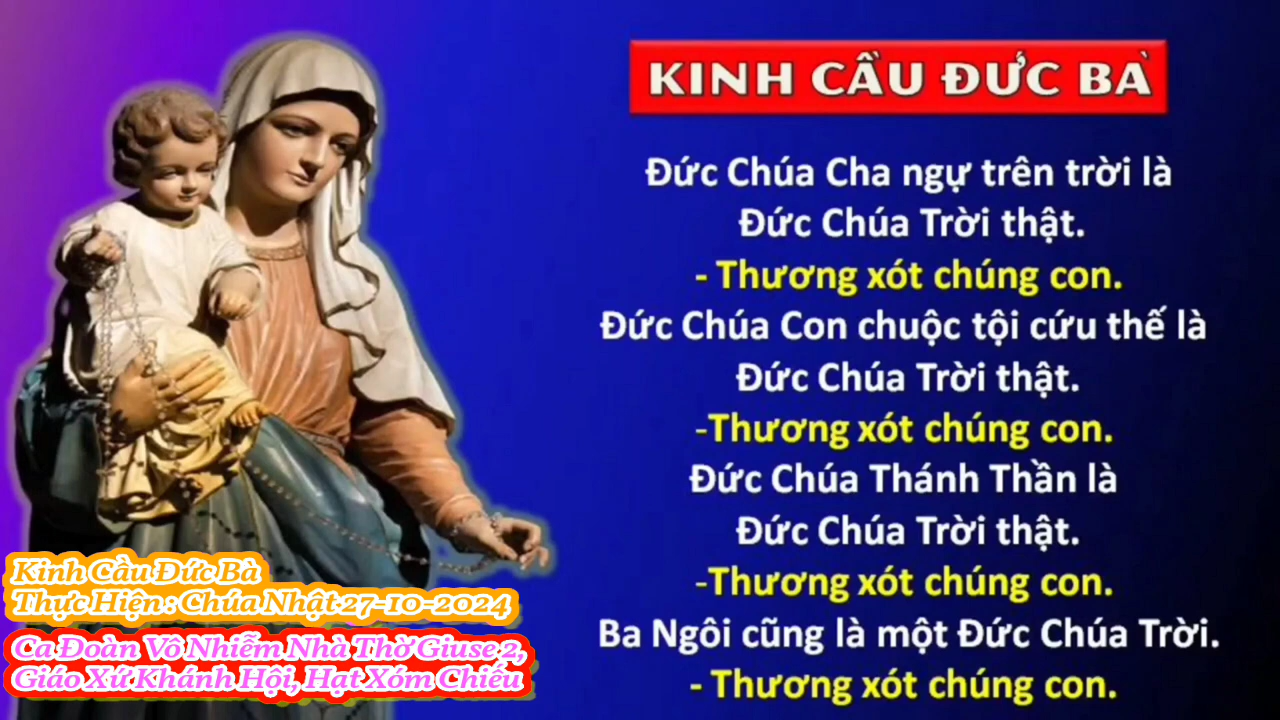 KINH CẦU ĐỨC BÀ
Đức Chúa Cha ngự trên trời là
Đức Chúa Trời thật.
- Thương xót chúng con.
Đức Chúa Con chuộc tội cứu thế là
Đức Chúa Trời thật.
-Thương xót chúng con.
Đức Chúa Thánh Thần là
Đức Chúa Trời thật.
-Thương xót chúng con.
Ba Ngôi cũng là một Đức Chúa Trời.
- Thương xót chúng con.
Kinh Cầu Đức Bà
Thực Hiện : Chúa Nhật 27-10-2024
Ca Đoàn Vô Nhiễm Nhà Thờ Giuse 2,
Giáo Xứ Khánh Hội, Hạt Xóm Chiếu